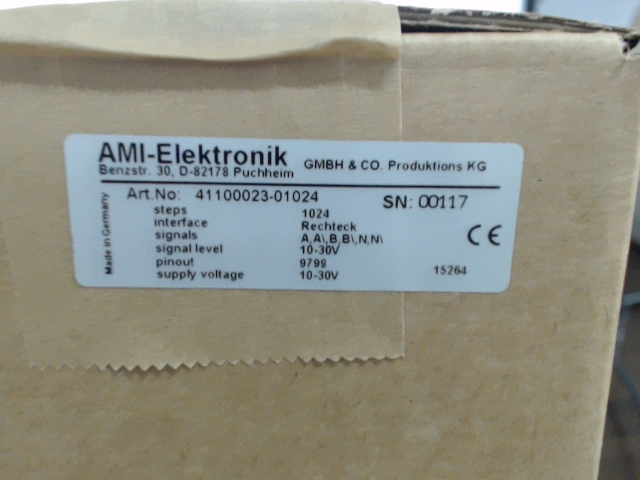 AMI-Elektronik GMBH & CO. Produktions KG
Benzstr. 30, D-82178 Puchheim
Made in Germany
Art.No: 41100023-01024 SN: 00117
steps 1024
interface Rechteck
signals A,A\,B,B\,N,N\
signal level 10-30V
pinout 9799
supply voltage 10-30V
CE
15264